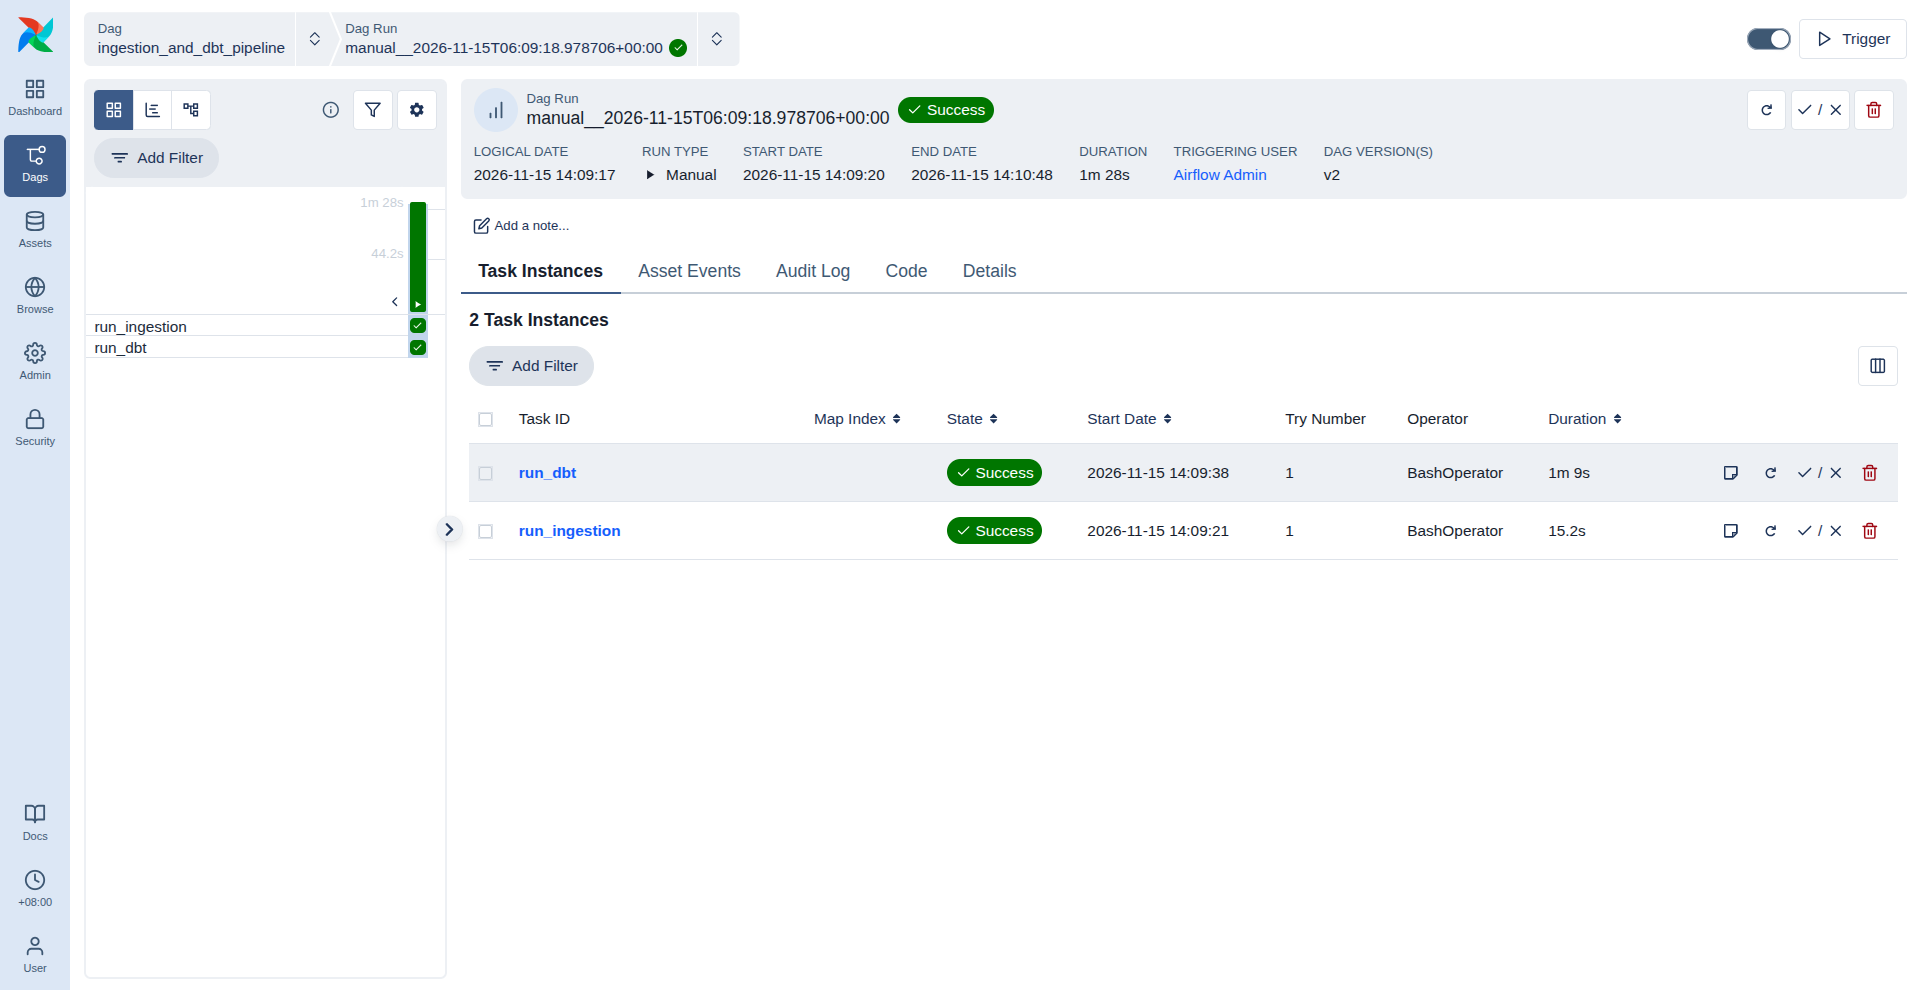 Dag
ingestion_and_dbt_pipeline
Dag Run
manual__2026-11-15T06:09:18.978706+00:00
Trigger
Dashboard
Dags
Assets
Browse
Admin
Security
Docs
+08:00
User
Add Filter
1m 28s
44.2s
run_ingestion
run_dbt
Dag Run
manual__2026-11-15T06:09:18.978706+00:00
Success
/
LOGICAL DATE RUN TYPE START DATE END DATE DURATION TRIGGERING USER DAG VERSION(S)
2026-11-15 14:09:17 Manual 2026-11-15 14:09:20 2026-11-15 14:10:48 1m 28s Airflow Admin v2
Add a note...
Task Instances Asset Events Audit Log Code Details
2 Task Instances
Add Filter
Task ID Map Index State Start Date Try Number Operator Duration
run_dbt Success 2026-11-15 14:09:38 1 BashOperator 1m 9s /
run_ingestion Success 2026-11-15 14:09:21 1 BashOperator 15.2s /